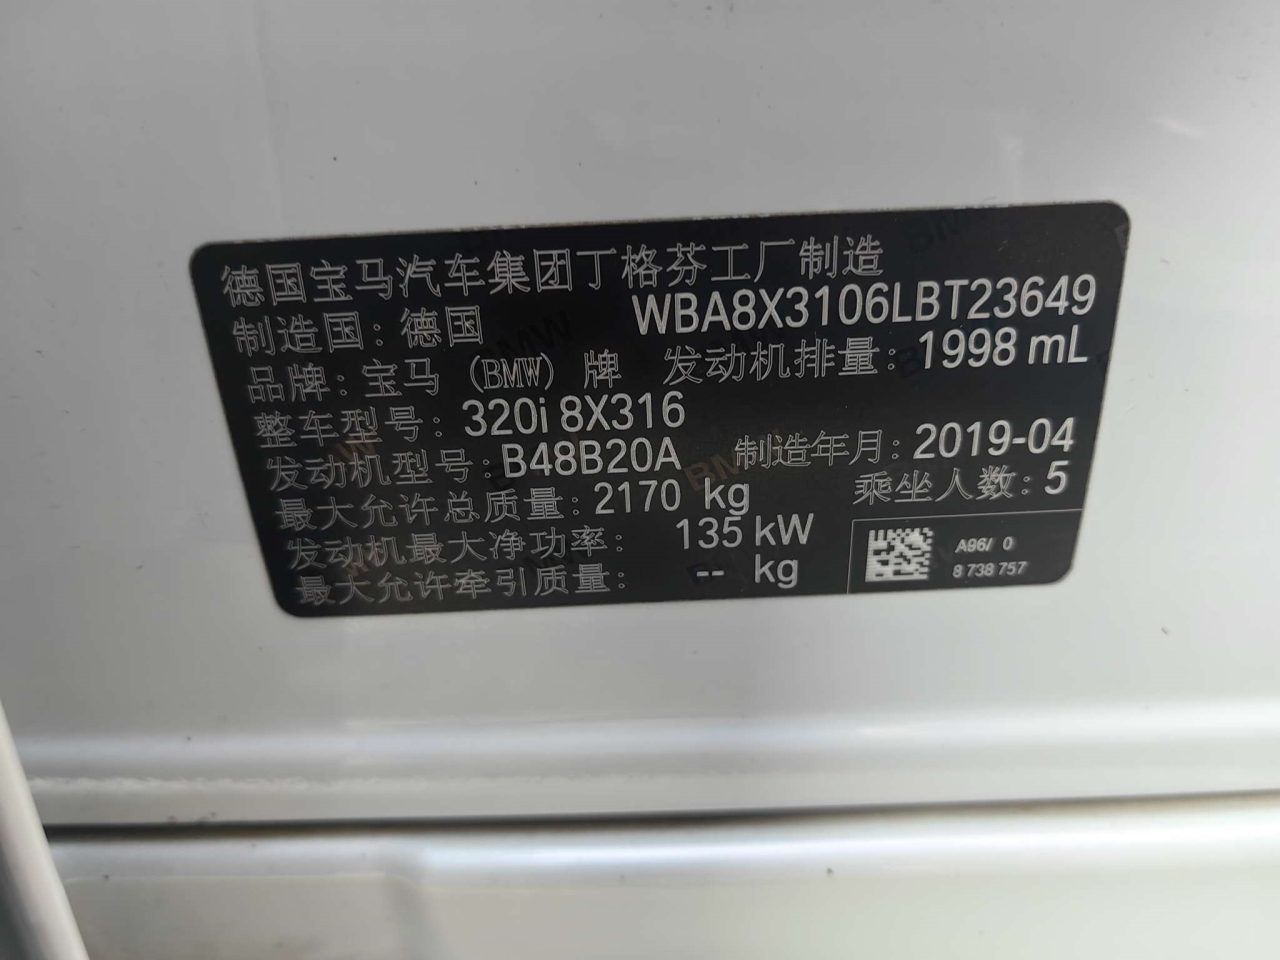 德国宝马汽车集团丁格芬工厂制造
制造国：德国 WBA8X3106LBT23649
品牌：宝马（BMW）牌 发动机排量：1998 mL
整车型号：320i 8X316
发动机型号：B48B20A 制造年月：2019-04
最大允许总质量：2170 kg 乘坐人数：5
发动机最大净功率：135 kW
最大允许牵引质量：-- kg
A96/ 0
8 738 757